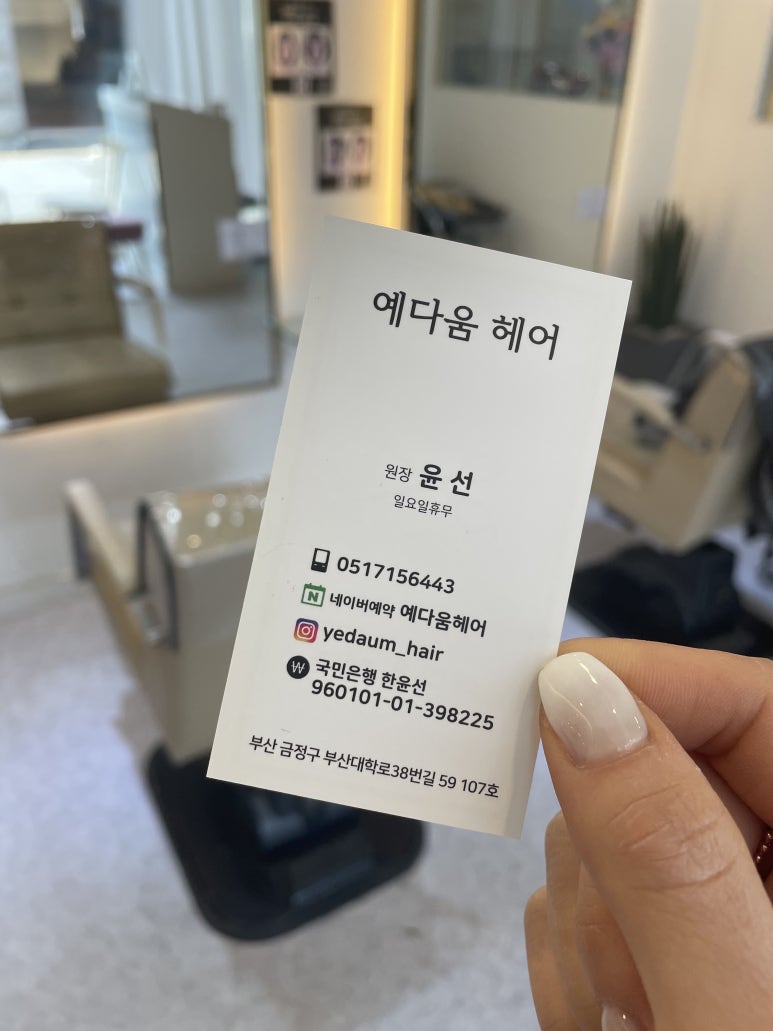 예다움 헤어
원장 윤 선
일요일휴무
0517156443
N 네이버예약 예다움헤어
yedaum_hair
₩ 국민은행 한윤선
960101-01-398225
부산 금정구 부산대학로38번길 59 107호